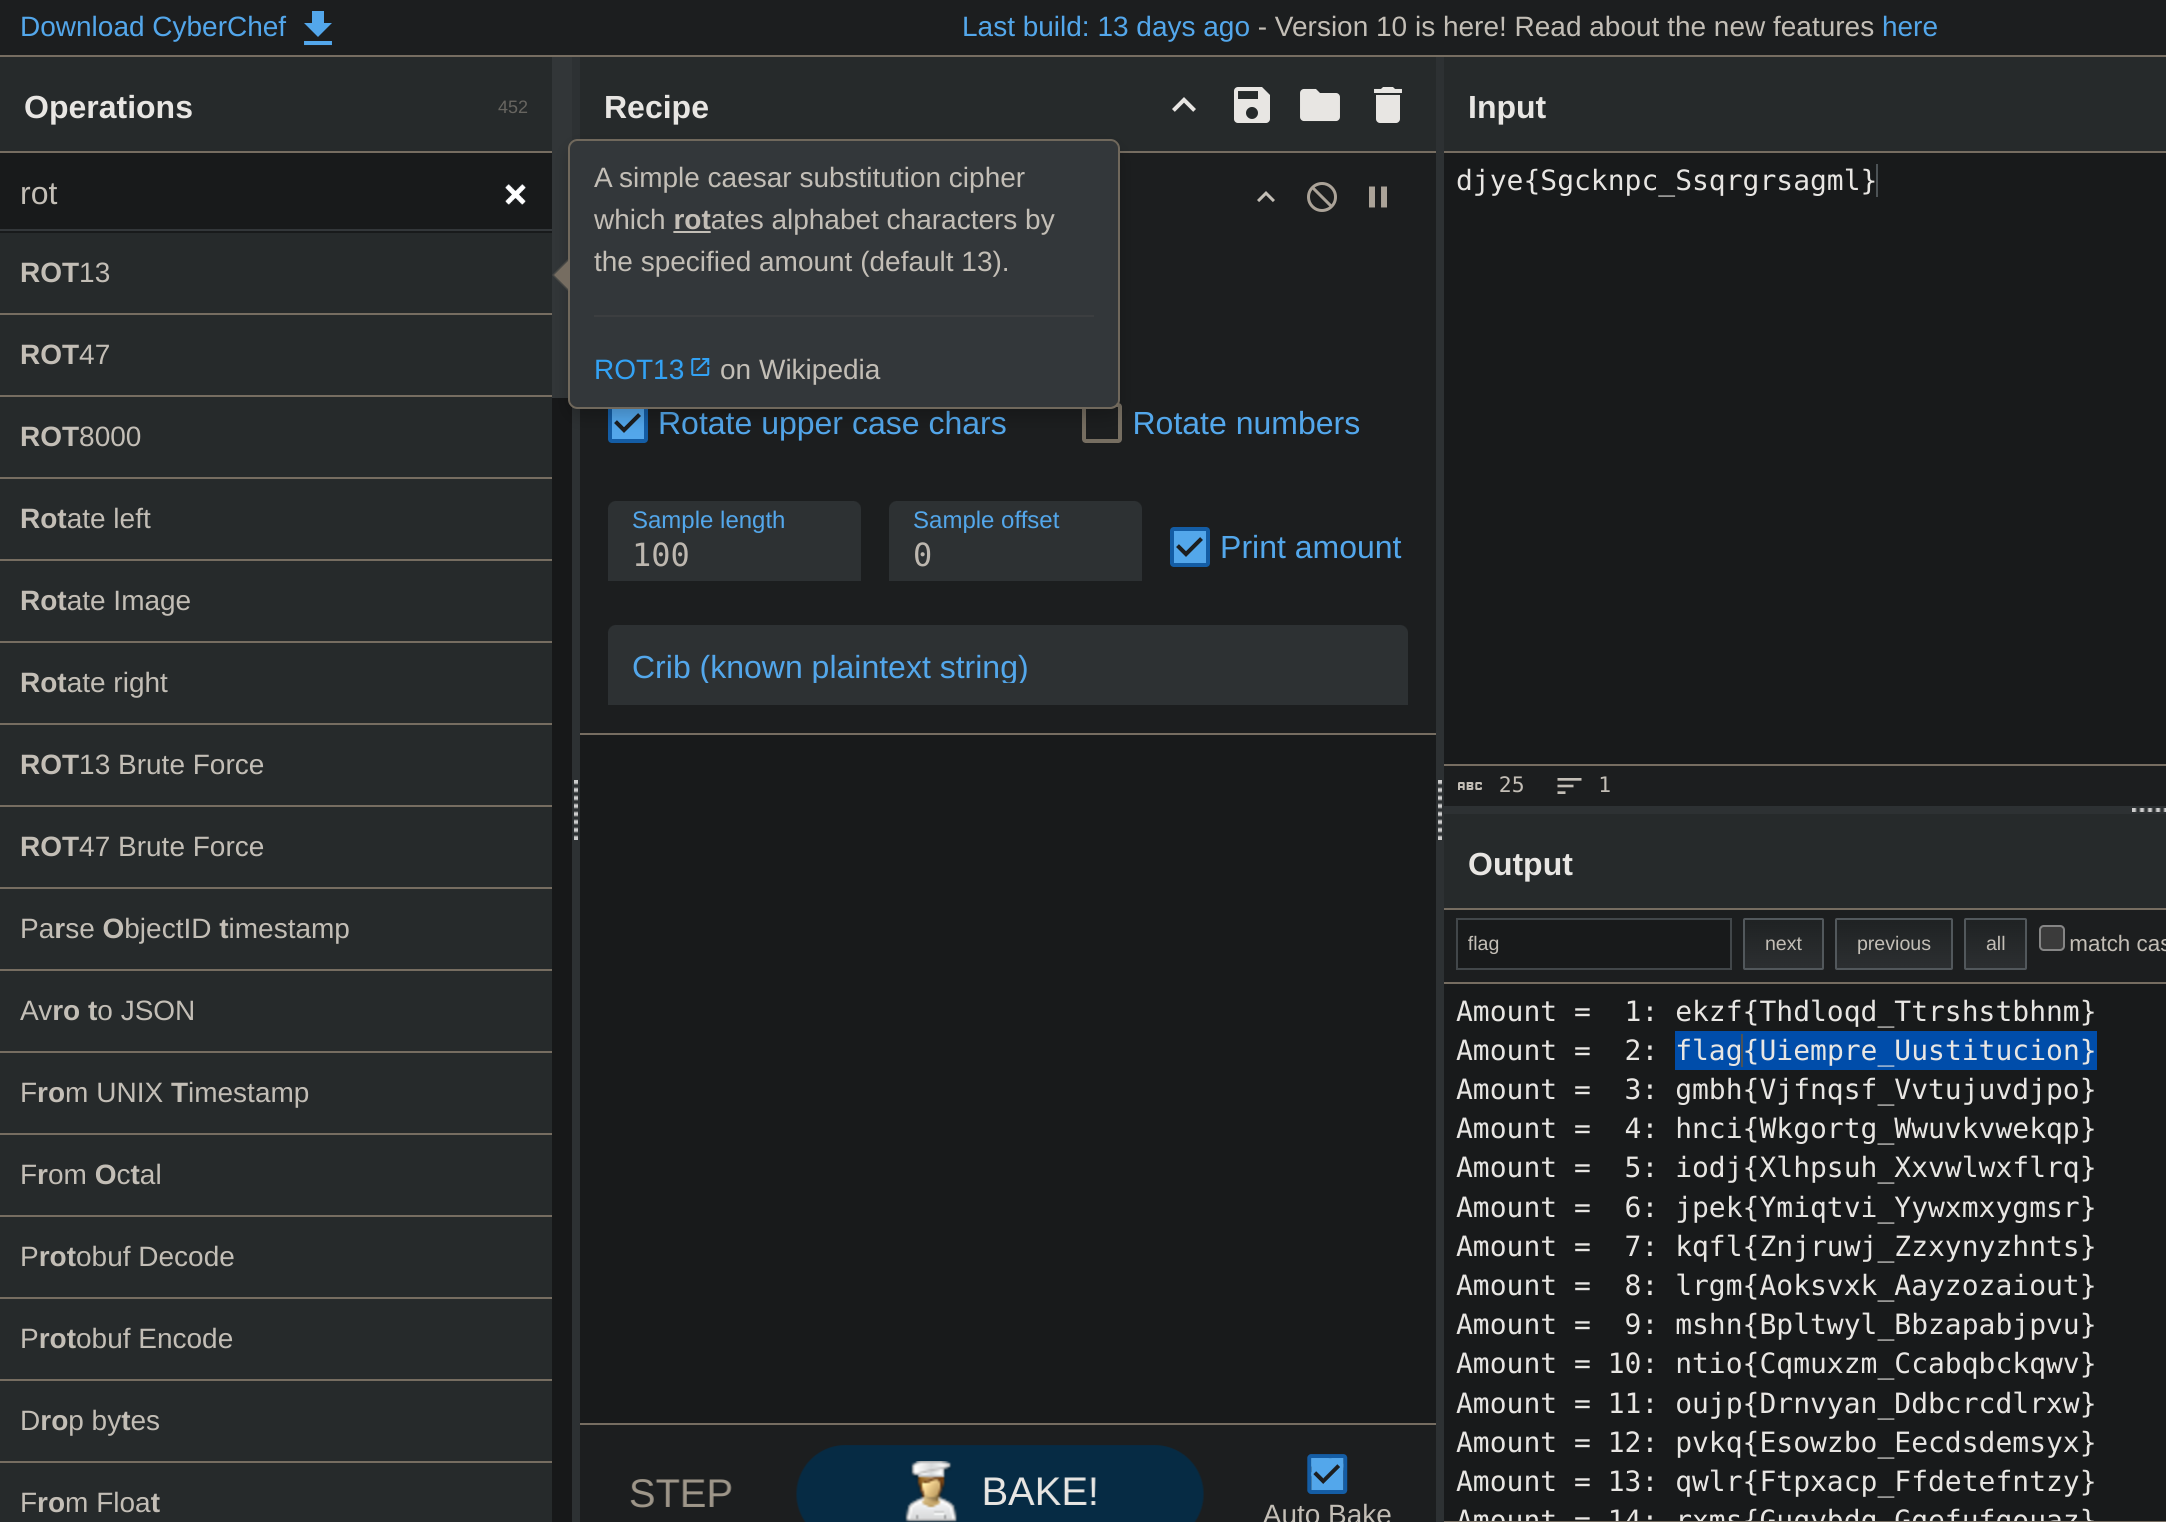 Download CyberChef
Last build: 13 days ago - Version 10 is here! Read about the new features here
Operations
452
rot
ROT13
ROT47
ROT8000
Rotate left
Rotate Image
Rotate right
ROT13 Brute Force
ROT47 Brute Force
Parse ObjectID timestamp
Avro to JSON
From UNIX Timestamp
From Octal
Protobuf Decode
Protobuf Encode
Drop bytes
From Float
Recipe
A simple caesar substitution cipher
which rotates alphabet characters by
the specified amount (default 13).
ROT13 on Wikipedia
Rotate upper case chars
Rotate numbers
Sample length
100
Sample offset
0
Print amount
Crib (known plaintext string)
STEP
BAKE!
Auto Bake
Input
djye{Sgcknpc_Ssqrgrsagml}
ABC 25 1
Output
flag
next
previous
all
match cas
Amount =  1: ekzf{Thdloqd_Ttrshstbhnm}
Amount =  2: flag{Uiempre_Uustitucion}
Amount =  3: gmbh{Vjfnqsf_Vvtujuvdjpo}
Amount =  4: hnci{Wkgortg_Wwuvkvwekqp}
Amount =  5: iodj{Xlhpsuh_Xxvwlwxflrq}
Amount =  6: jpek{Ymiqtvi_Yywxmxygmsr}
Amount =  7: kqfl{Znjruwj_Zzxynyzhnts}
Amount =  8: lrgm{Aoksvxk_Aayzozaiout}
Amount =  9: mshn{Bpltwyl_Bbzapabjpvu}
Amount = 10: ntio{Cqmuxzm_Ccabqbckqwv}
Amount = 11: oujp{Drnvyan_Ddbcrcdlrxw}
Amount = 12: pvkq{Esowzbo_Eecdsdemsyx}
Amount = 13: qwlr{Ftpxacp_Ffdetefntzy}
Amount = 14: rxms{Guqybdq_Ggefufgouaz}